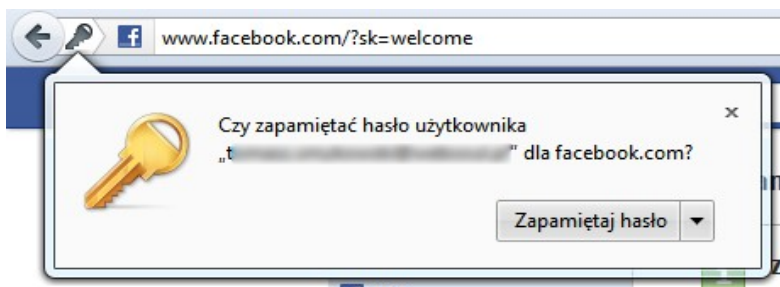 www.facebook.com/?sk=welcome
Czy zapamiętać hasło użytkownika
„t " dla facebook.com?
Zapamiętaj hasło